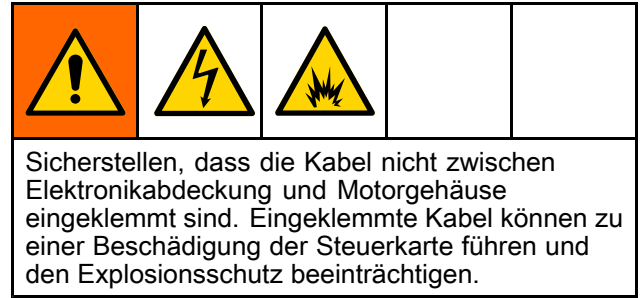 Sicherstellen, dass die Kabel nicht zwischen
Elektronikabdeckung und Motorgehäuse
eingeklemmt sind. Eingeklemmte Kabel können zu
einer Beschädigung der Steuerkarte führen und
den Explosionsschutz beeinträchtigen.